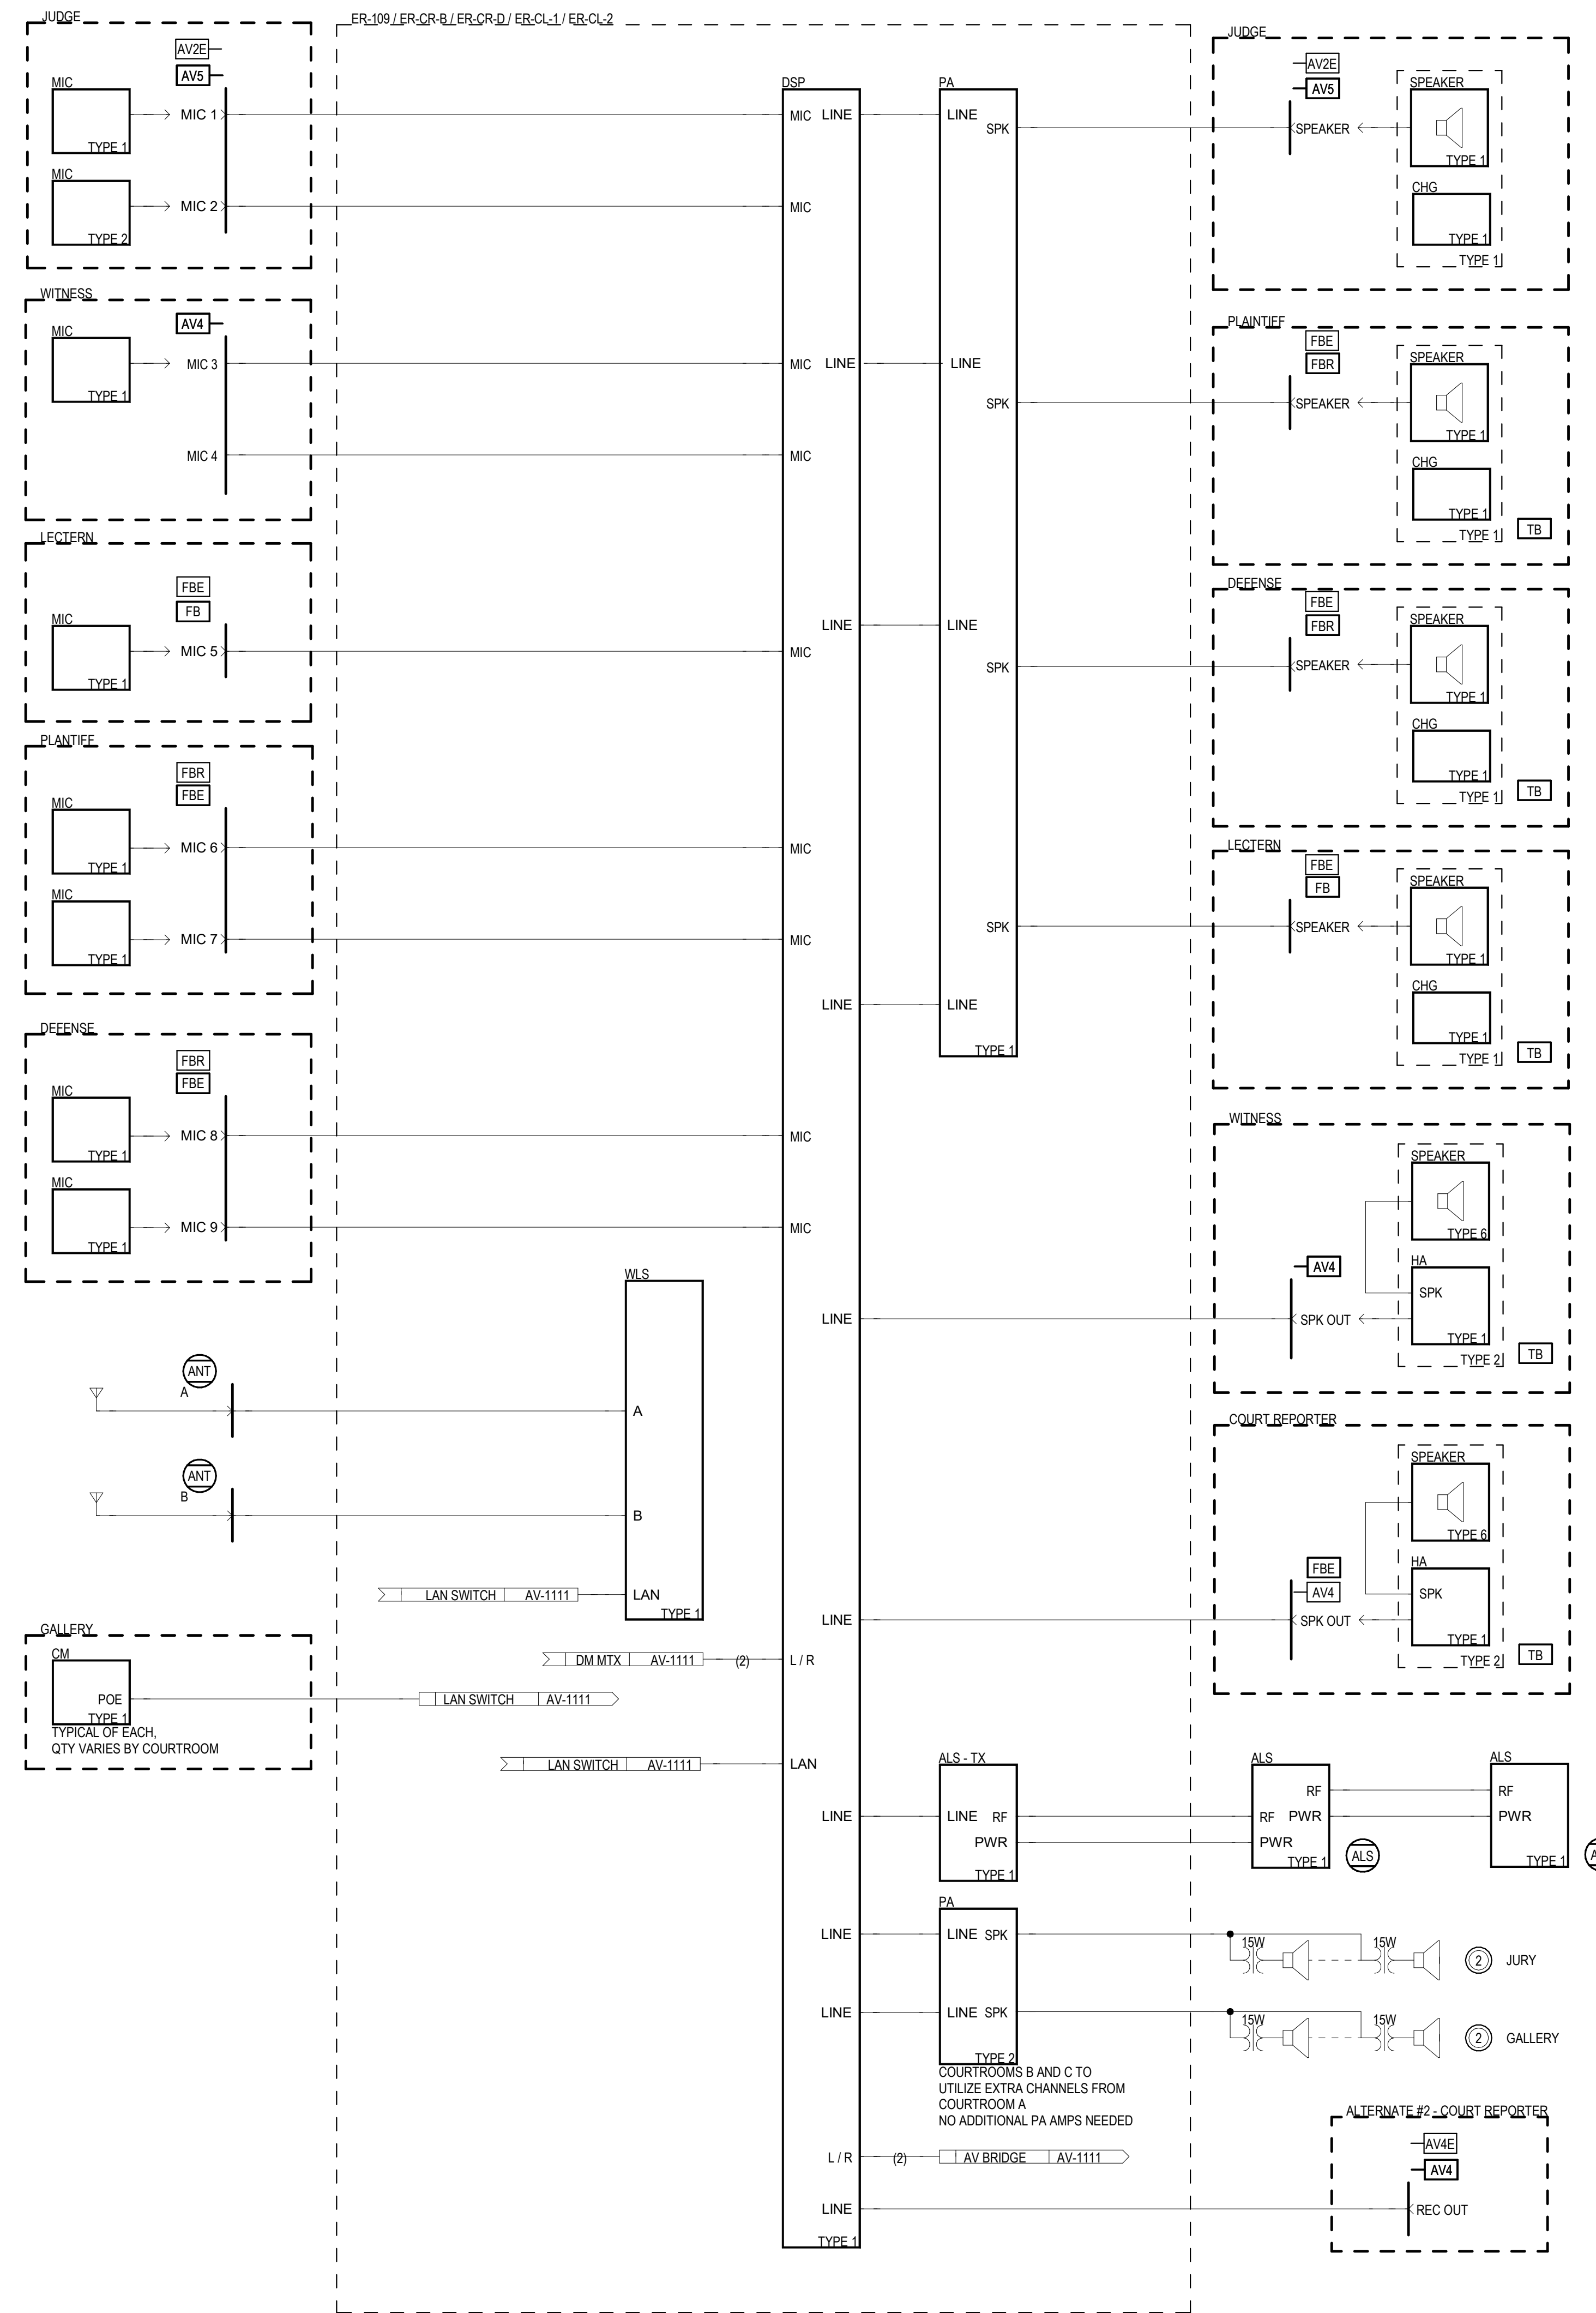 ER-109 / ER-CR-B / ER-CR-D / ER-CL-1 / ER-CL-2
JUDGE
AV2E
AV5
MIC
MIC 1
TYPE 1
MIC
MIC 2
TYPE 2
WITNESS
AV4
MIC
MIC 3
TYPE 1
MIC 4
LECTERN
FBE
FB
MIC
MIC 5
TYPE 1
PLANTIFF
FBR
FBE
MIC
MIC 6
TYPE 1
MIC
MIC 7
TYPE 1
DEFENSE
FBR
FBE
MIC
MIC 8
TYPE 1
MIC
MIC 9
TYPE 1
ANT
A
ANT
B
WLS
A
B
LAN SWITCH AV-1111
LAN
TYPE 1
GALLERY
CM
POE
TYPE 1
TYPICAL OF EACH,
QTY VARIES BY COURTROOM
DM MTX AV-1111 (2)
LAN SWITCH AV-1111
LAN SWITCH AV-1111
DSP
MIC LINE
MIC
MIC LINE
MIC
LINE
MIC
MIC
MIC
LINE
MIC
MIC
LINE
LINE
L / R
LAN
LINE
LINE
LINE
L / R
LINE
TYPE 1
PA
LINE
SPK
LINE
SPK
LINE
SPK
SPK
LINE
TYPE 1
ALS - TX
LINE RF
PWR
TYPE 1
PA
LINE SPK
LINE SPK
TYPE 2
COURTROOMS B AND C TO
UTILIZE EXTRA CHANNELS FROM
COURTROOM A
NO ADDITIONAL PA AMPS NEEDED
(2) AV BRIDGE AV-1111
JUDGE
AV2E
AV5
SPEAKER
SPEAKER
TYPE 1
CHG
TYPE 1
TYPE 1
PLAINTIFF
FBE
FBR
SPEAKER
SPEAKER
TYPE 1
CHG
TYPE 1
TYPE 1
TB
DEFENSE
FBE
FBR
SPEAKER
SPEAKER
TYPE 1
CHG
TYPE 1
TYPE 1
TB
LECTERN
FBE
FB
SPEAKER
SPEAKER
TYPE 1
CHG
TYPE 1
TYPE 1
TB
WITNESS
SPEAKER
TYPE 6
AV4
HA
SPK
SPK OUT
TYPE 1
TYPE 2
TB
COURT REPORTER
SPEAKER
TYPE 6
FBE
AV4
HA
SPK
SPK OUT
TYPE 1
TYPE 2
TB
ALS
RF
RF PWR
PWR
TYPE 1
ALS
ALS
RF
PWR
TYPE 1
15W 15W
2 JURY
15W 15W
2 GALLERY
ALTERNATE #2 - COURT REPORTER
AV4E
AV4
REC OUT